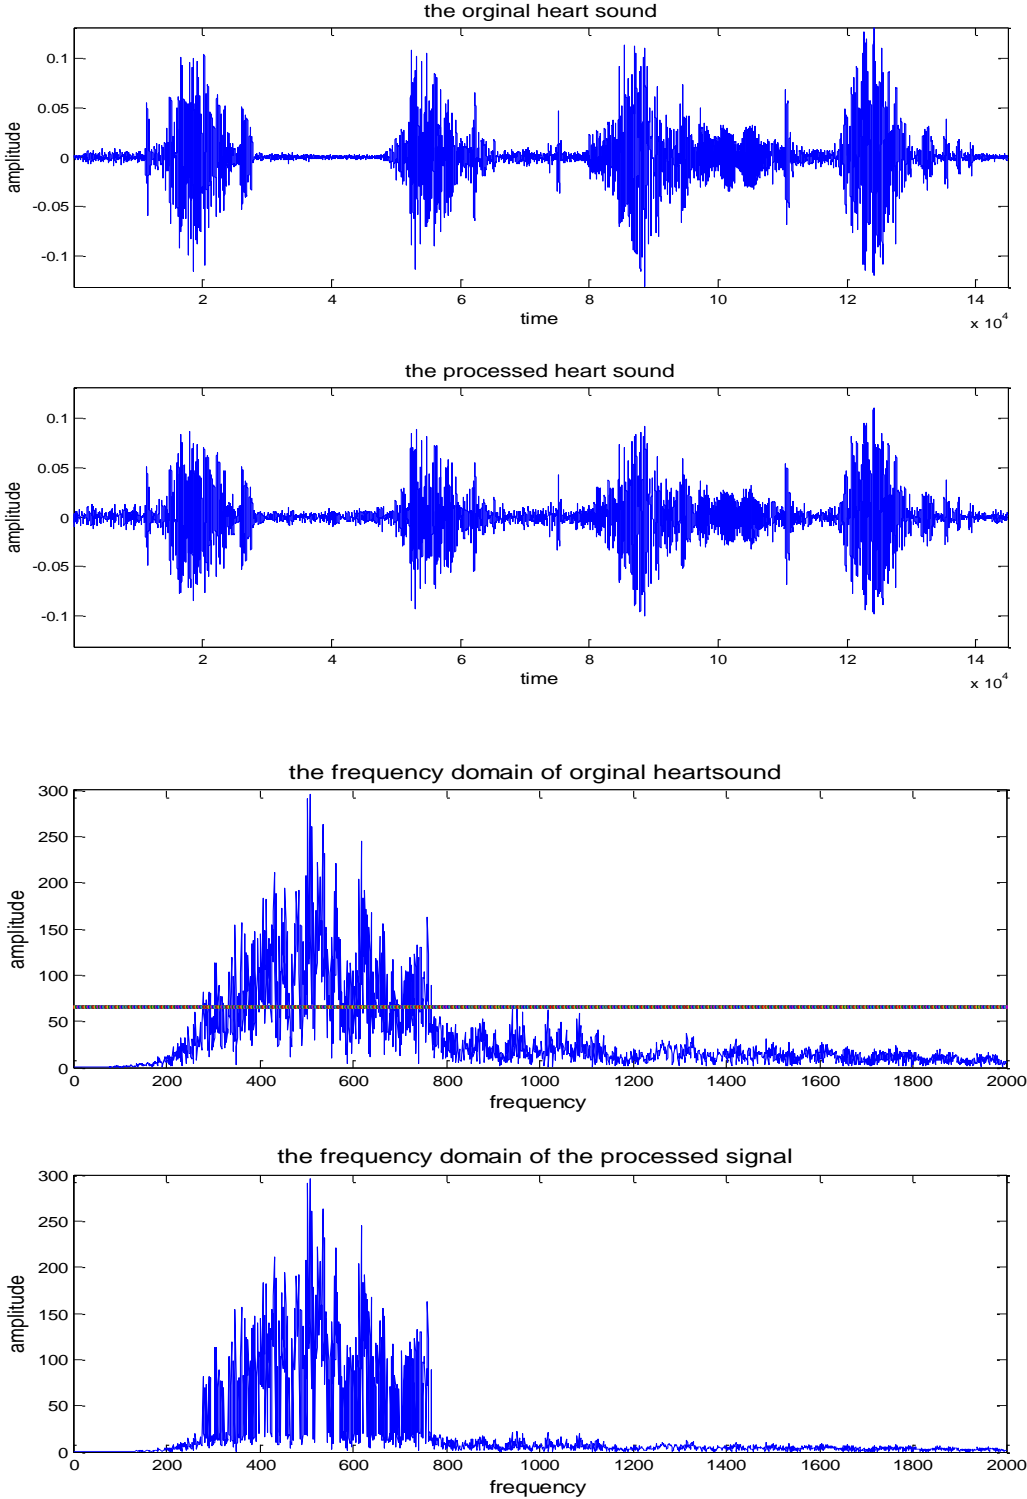 the orginal heart sound
0.1
0.05
0
-0.05
-0.1
amplitude
2 4 6 8 10 12 14
time
x 10^4
the processed heart sound
0.1
0.05
0
-0.05
-0.1
amplitude
2 4 6 8 10 12 14
time
x 10^4
the frequency domain of orginal heartsound
300
250
200
150
100
50
0
amplitude
0 200 400 600 800 1000 1200 1400 1600 1800 2000
frequency
the frequency domain of the processed signal
300
250
200
150
100
50
0
amplitude
0 200 400 600 800 1000 1200 1400 1600 1800 2000
frequency